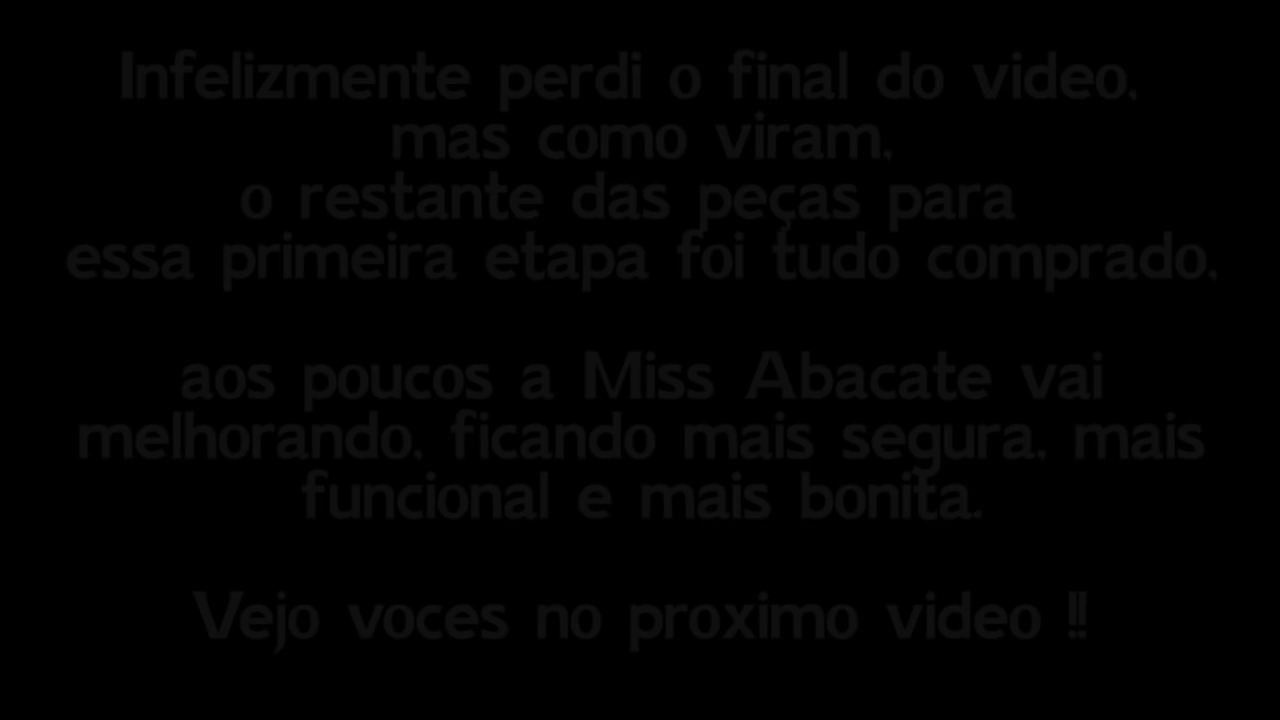 Infelizmente perdi o final do video,
mas como viram,
o restante das peças para
essa primeira etapa foi tudo comprado,
aos poucos a Miss Abacate vai
melhorando, ficando mais segura, mais
funcional e mais bonita.
Vejo voces no proximo video !!